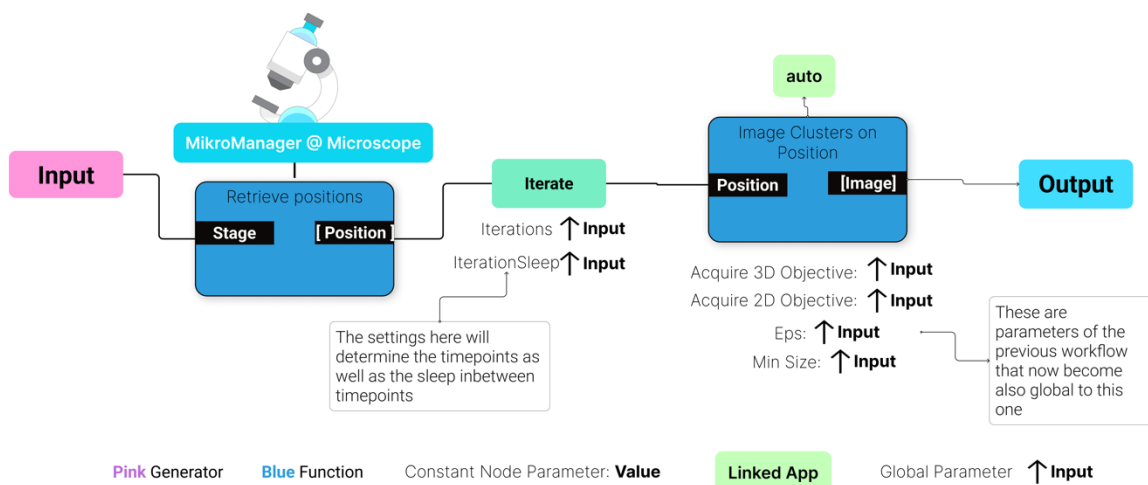 auto
MikroManager @ Microscope
Image Clusters on
Position
Input
Retrieve positions
Iterate
Position
[Image]
Output
Stage
[ Position ]
Iterations ↑ Input
IterationSleep ↑ Input
Acquire 3D Objective: ↑ Input
Acquire 2D Objective: ↑ Input
Eps: ↑ Input
Min Size: ↑ Input
The settings here will
determine the timepoints as
well as the sleep inbetween
timepoints
These are
parameters of the
previous workflow
that now become
also global to this
one
Pink Generator
Blue Function
Constant Node Parameter: Value
Linked App
Global Parameter ↑ Input